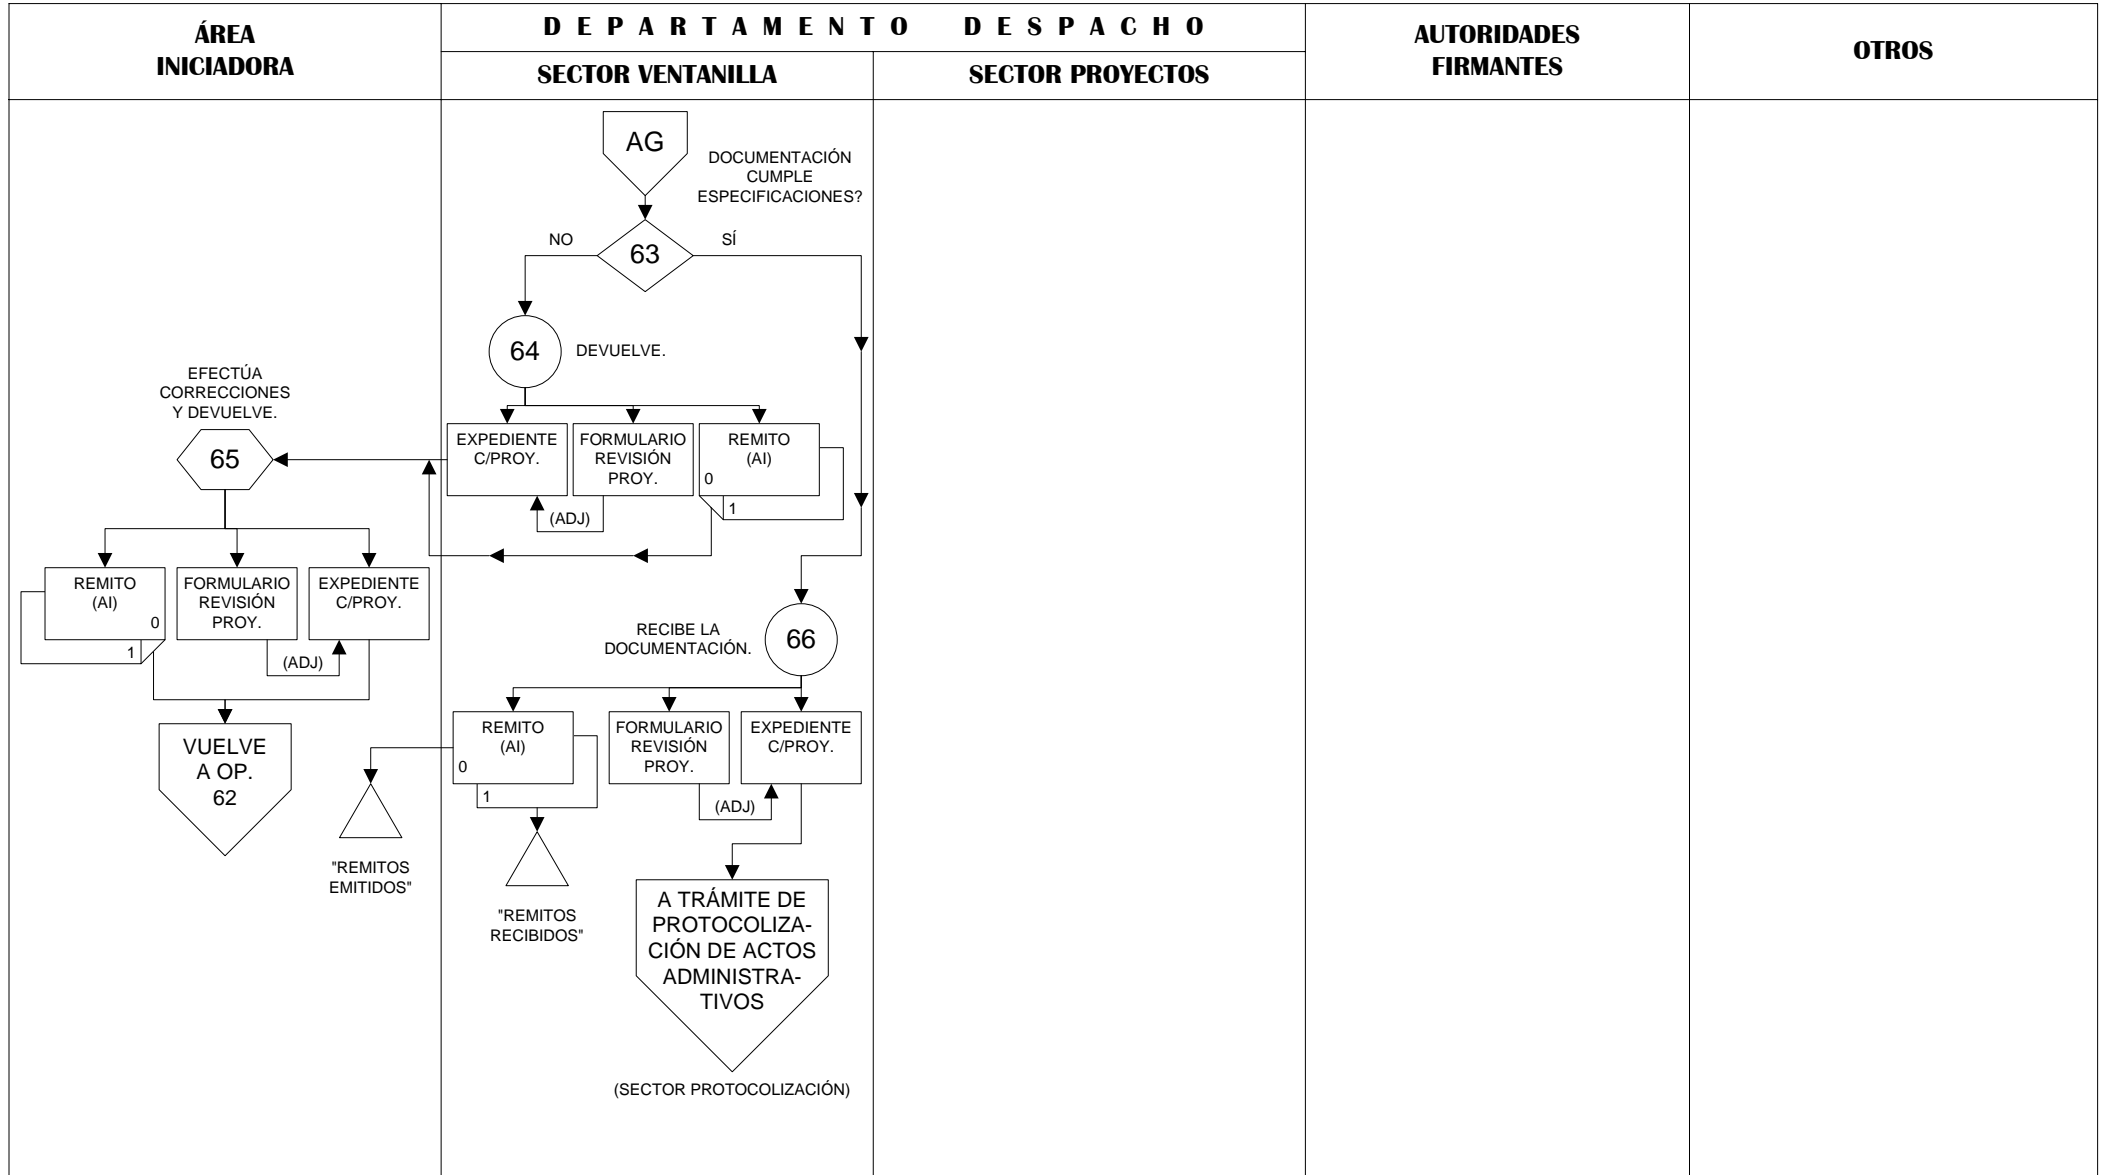 ÁREA
INICIADORA
DEPARTAMENTO DESPACHO
SECTOR VENTANILLA
SECTOR PROYECTOS
AUTORIDADES
FIRMANTES
OTROS
AG
DOCUMENTACIÓN
CUMPLE
ESPECIFICACIONES?
NO
63
SÍ
64
DEVUELVE.
EFECTÚA
CORRECCIONES
Y DEVUELVE.
65
EXPEDIENTE
C/PROY.
FORMULARIO
REVISIÓN
PROY.
REMITO
(AI)
0
1
(ADJ)
REMITO
(AI)
0
1
FORMULARIO
REVISIÓN
PROY.
EXPEDIENTE
C/PROY.
(ADJ)
VUELVE
A OP.
62
RECIBE LA
DOCUMENTACIÓN.
66
REMITO
(AI)
0
1
FORMULARIO
REVISIÓN
PROY.
EXPEDIENTE
C/PROY.
(ADJ)
"REMITOS
EMITIDOS"
"REMITOS
RECIBIDOS"
A TRÁMITE DE
PROTOCOLIZA-
CIÓN DE ACTOS
ADMINISTRA-
TIVOS
(SECTOR PROTOCOLIZACIÓN)